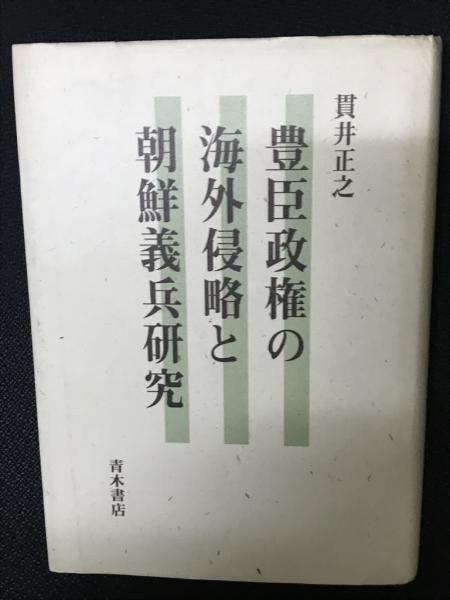 貫井正之
豊臣政権の
海外侵略と
朝鮮義兵研究
青木書店